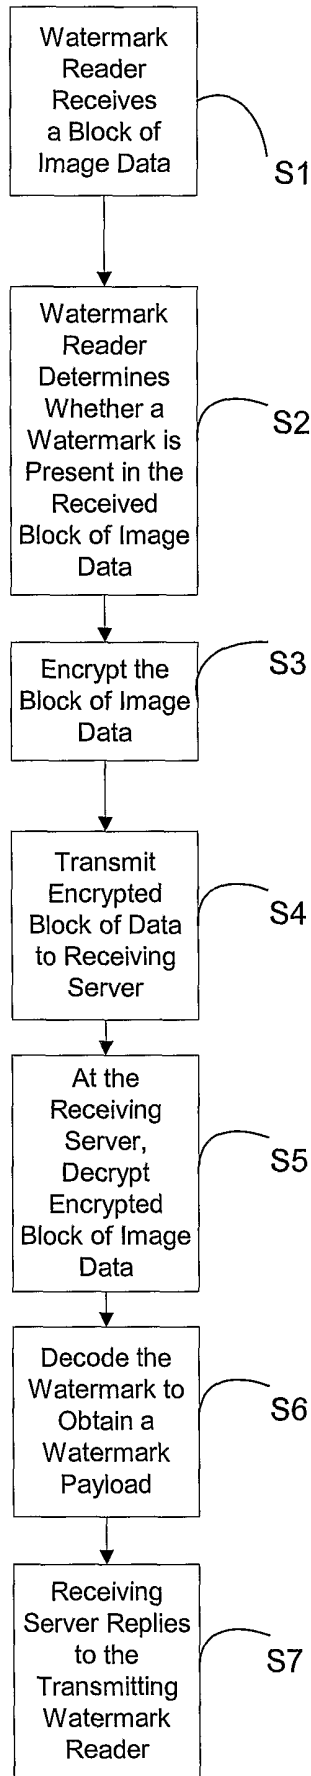 Watermark
Reader
Receives
a Block of
Image Data
S1
Watermark
Reader
Determines
Whether a
Watermark is
Present in the
Received
Block of Image
Data
S2
Encrypt the
Block of Image
Data
S3
Transmit
Encrypted
Block of Data
to Receiving
Server
S4
At the
Receiving
Server,
Decrypt
Encrypted
Block of Image
Data
S5
Decode the
Watermark to
Obtain a
Watermark
Payload
S6
Receiving
Server Replies
to the
Transmitting
Watermark
Reader
S7